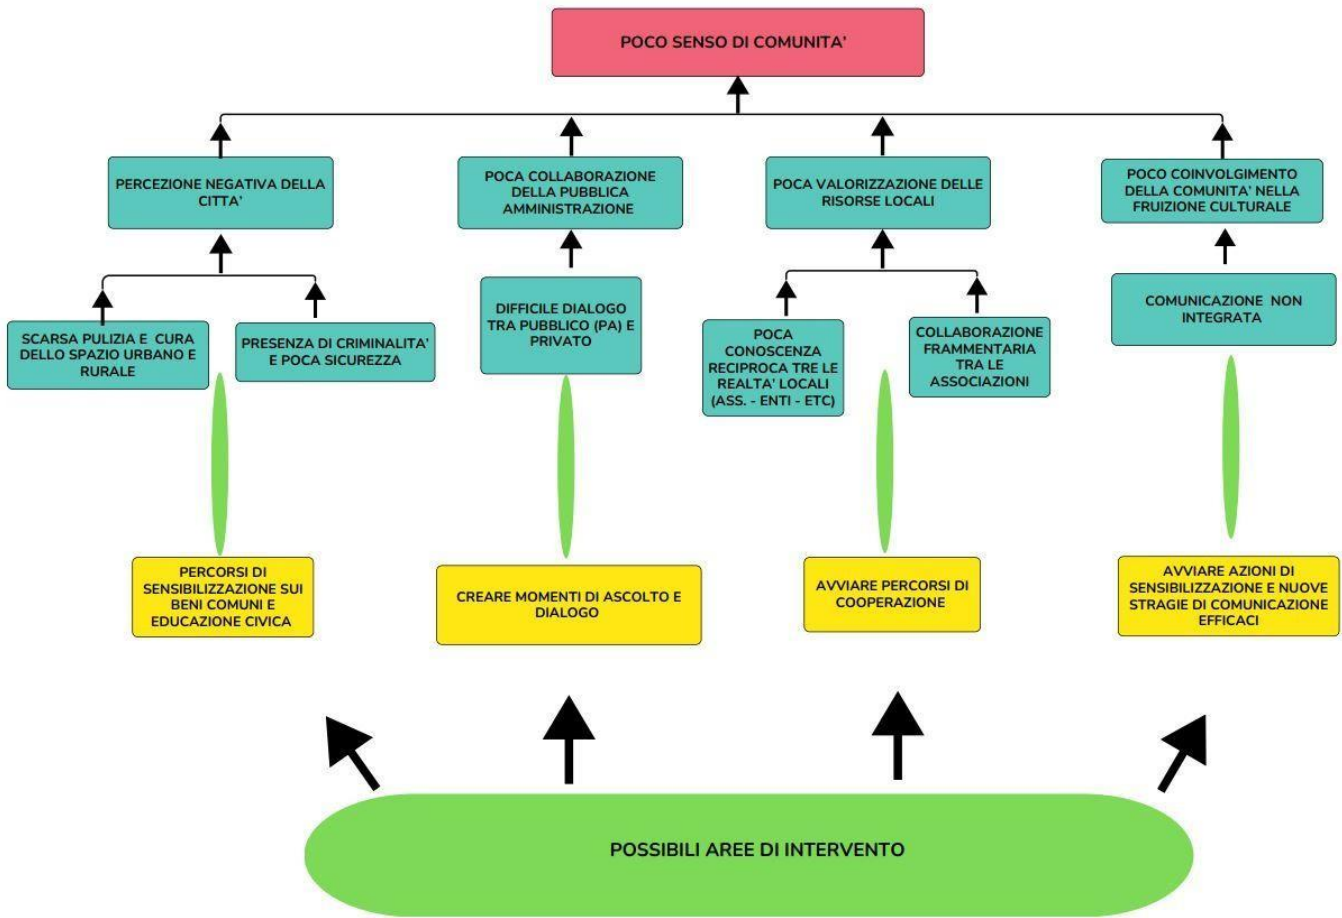 POCO SENSO DI COMUNITA'
PERCEZIONE NEGATIVA DELLA
CITTA'
POCA COLLABORAZIONE
DELLA PUBBLICA
AMMINISTRAZIONE
POCA VALORIZZAZIONE DELLE
RISORSE LOCALI
POCO COINVOLGIMENTO
DELLA COMUNITA' NELLA
FRUIZIONE CULTURALE
SCARSA PULIZIA E CURA
DELLO SPAZIO URBANO E
RURALE
PRESENZA DI CRIMINALITA'
E POCA SICUREZZA
DIFFICILE DIALOGO
TRA PUBBLICO (PA) E
PRIVATO
POCA
CONOSCENZA
RECIPROCA TRE LE
REALTA' LOCALI
(ASS. - ENTI - ETC)
COLLABORAZIONE
FRAMMENTARIA
TRA LE
ASSOCIAZIONI
COMUNICAZIONE NON
INTEGRATA
PERCORSI DI
SENSIBILIZZAZIONE SUI
BENI COMUNI E
EDUCAZIONE CIVICA
CREARE MOMENTI DI ASCOLTO E
DIALOGO
AVVIARE PERCORSI DI
COOPERAZIONE
AVVIARE AZIONI DI
SENSIBILIZZAZIONE E NUOVE
STRAGIE DI COMUNICAZIONE
EFFICACI
POSSIBILI AREE DI INTERVENTO